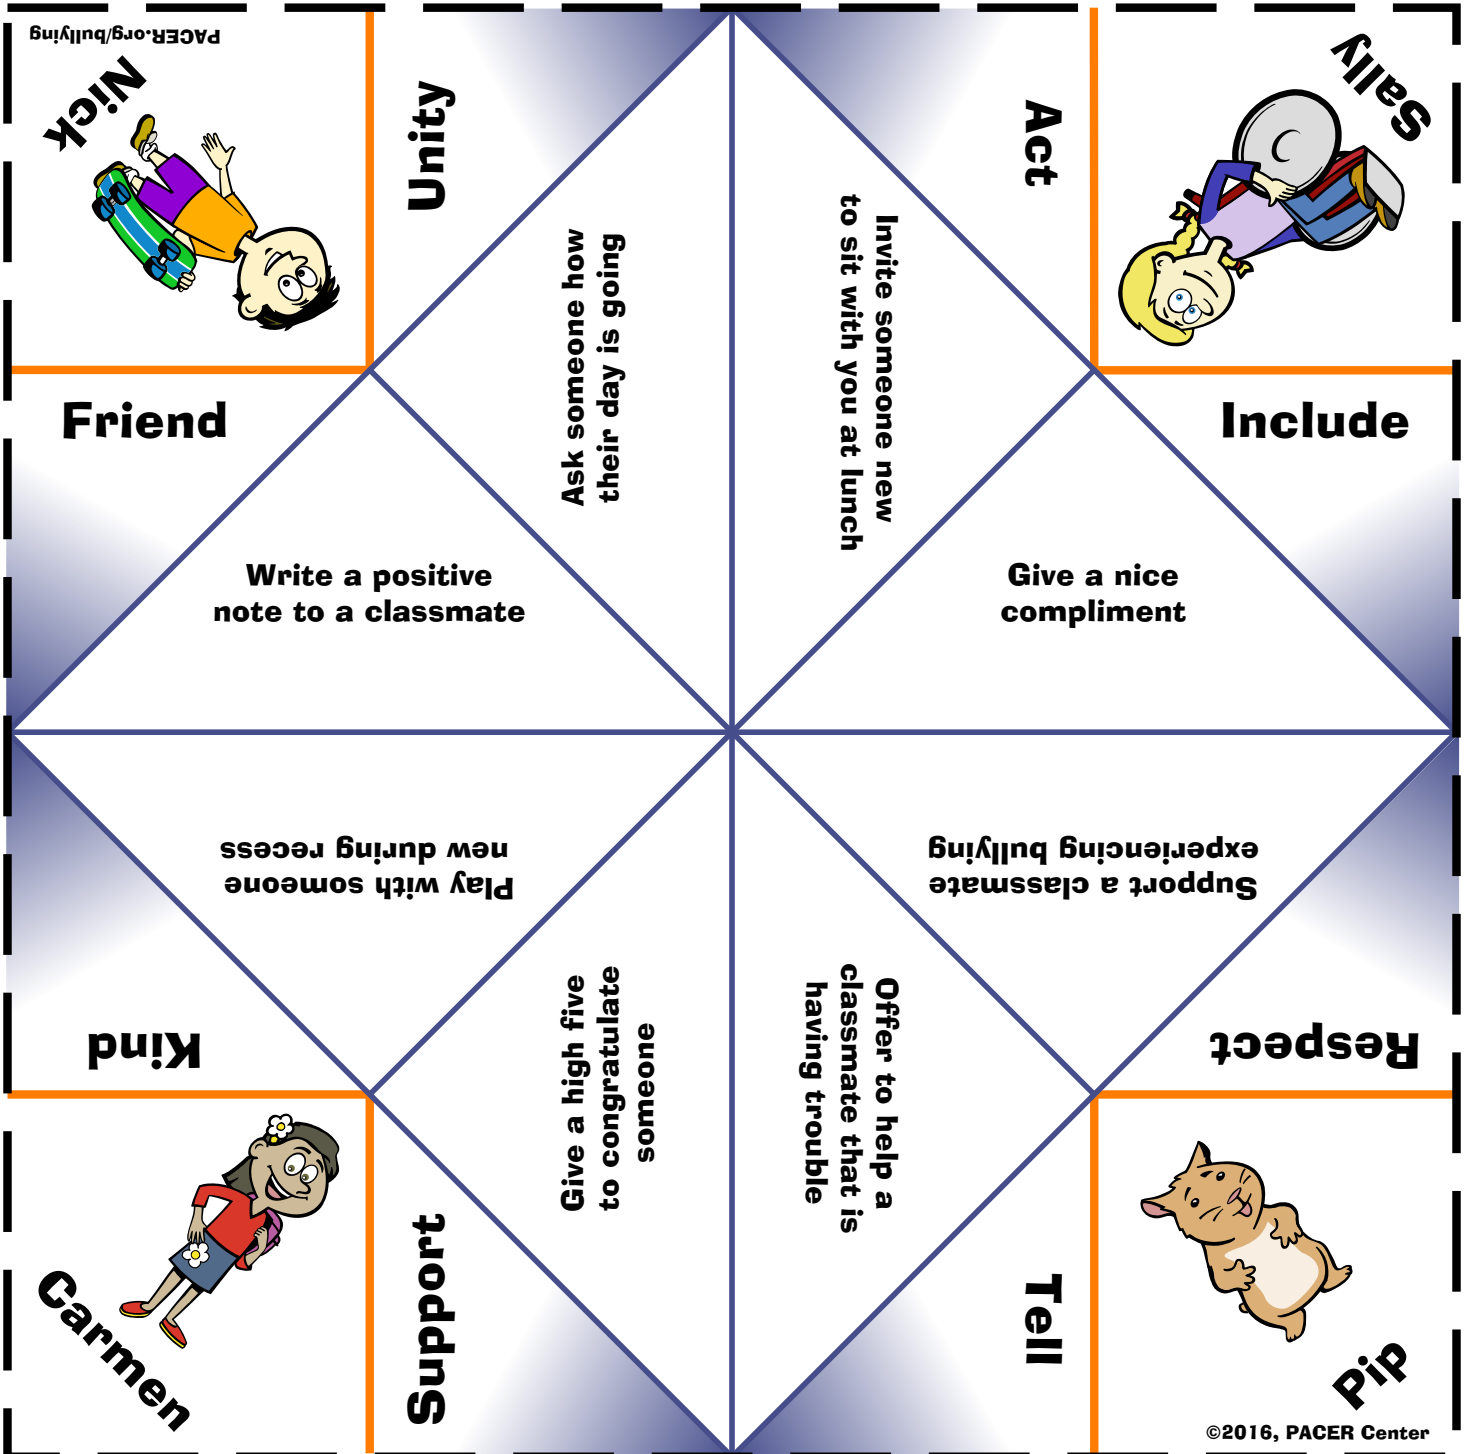 PACER.org/bullying
Nick
Unity
Act
Sally
Friend
Include
Ask someone how
their day is going
Invite someone new
to sit with you at lunch
Write a positive
note to a classmate
Give a nice
compliment
Play with someone
new during recess
Support a classmate
experiencing bullying
Give a high five
to congratulate
someone
Offer to help a
classmate that is
having trouble
Kind
Respect
Carmen
Support
Tell
Pip
©2016, PACER Center